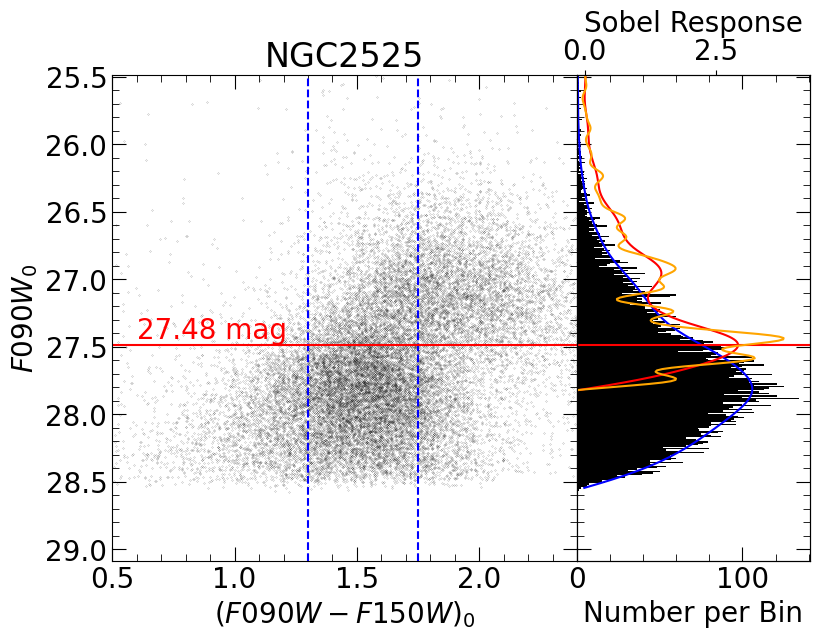 Sobel Response
NGC2525
0.0 2.5
25.5
26.0
26.5
27.0
27.48 mag
27.5
28.0
28.5
29.0
F090W₀
0.5 1.0 1.5 2.0
0 100
(F090W − F150W)₀
Number per Bin